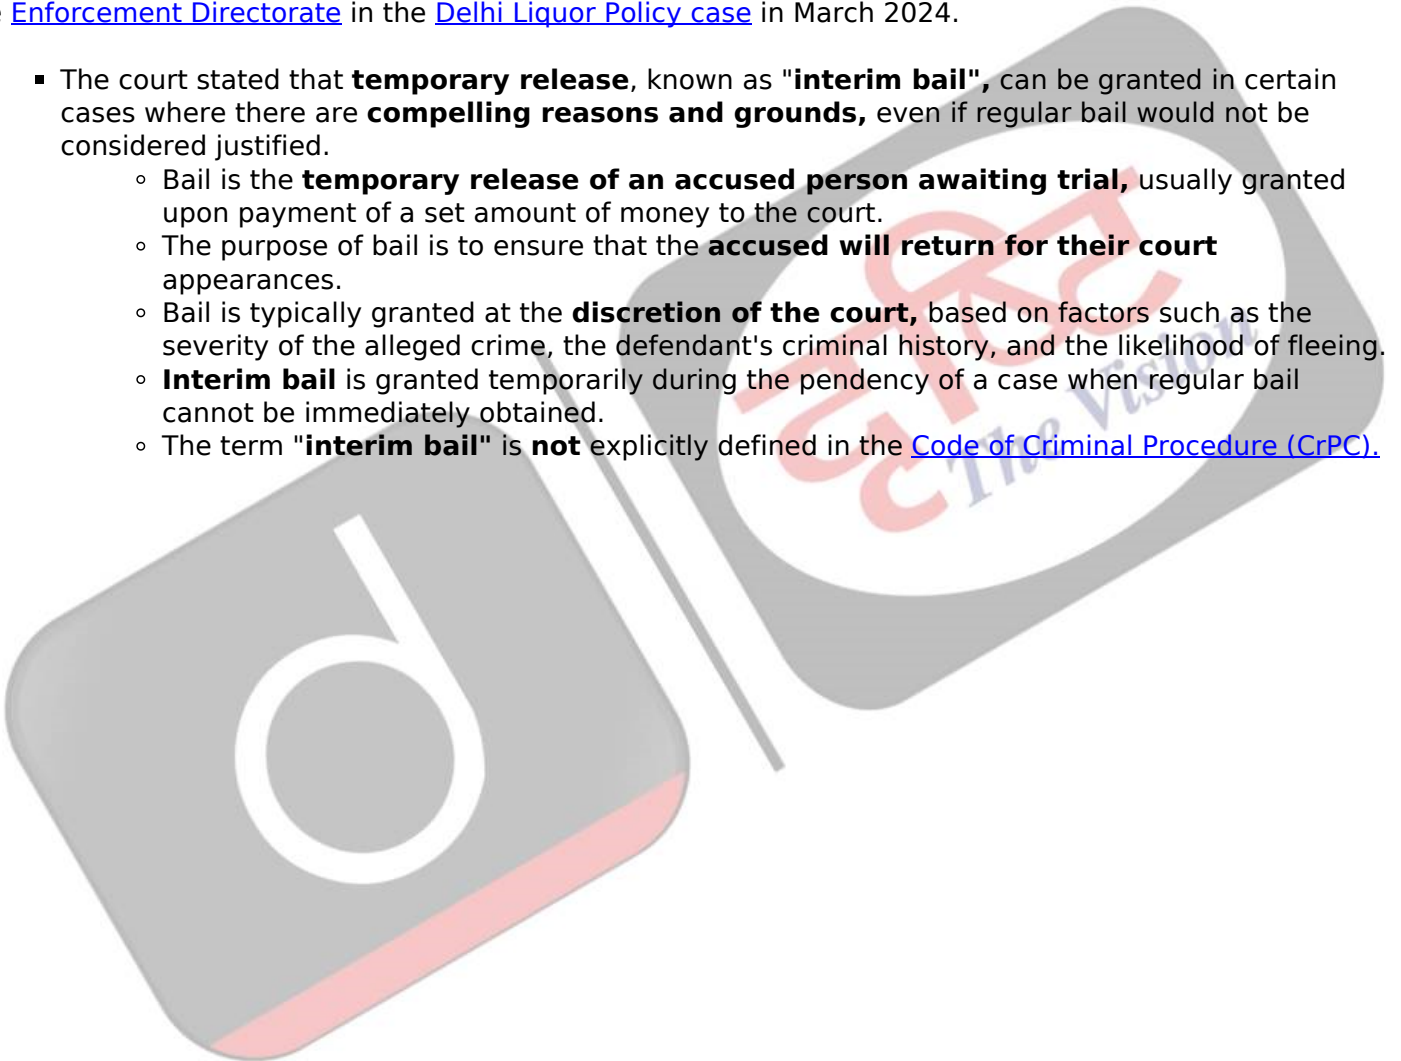 e Enforcement Directorate in the Delhi Liquor Policy case in March 2024.
▪ The court stated that temporary release, known as "interim bail", can be granted in certain
cases where there are compelling reasons and grounds, even if regular bail would not be
considered justified.
◦ Bail is the temporary release of an accused person awaiting trial, usually granted
upon payment of a set amount of money to the court.
◦ The purpose of bail is to ensure that the accused will return for their court
appearances.
◦ Bail is typically granted at the discretion of the court, based on factors such as the
severity of the alleged crime, the defendant's criminal history, and the likelihood of fleeing.
◦ Interim bail is granted temporarily during the pendency of a case when regular bail
cannot be immediately obtained.
◦ The term "interim bail" is not explicitly defined in the Code of Criminal Procedure (CrPC).
दृष्टि
The Vision
d